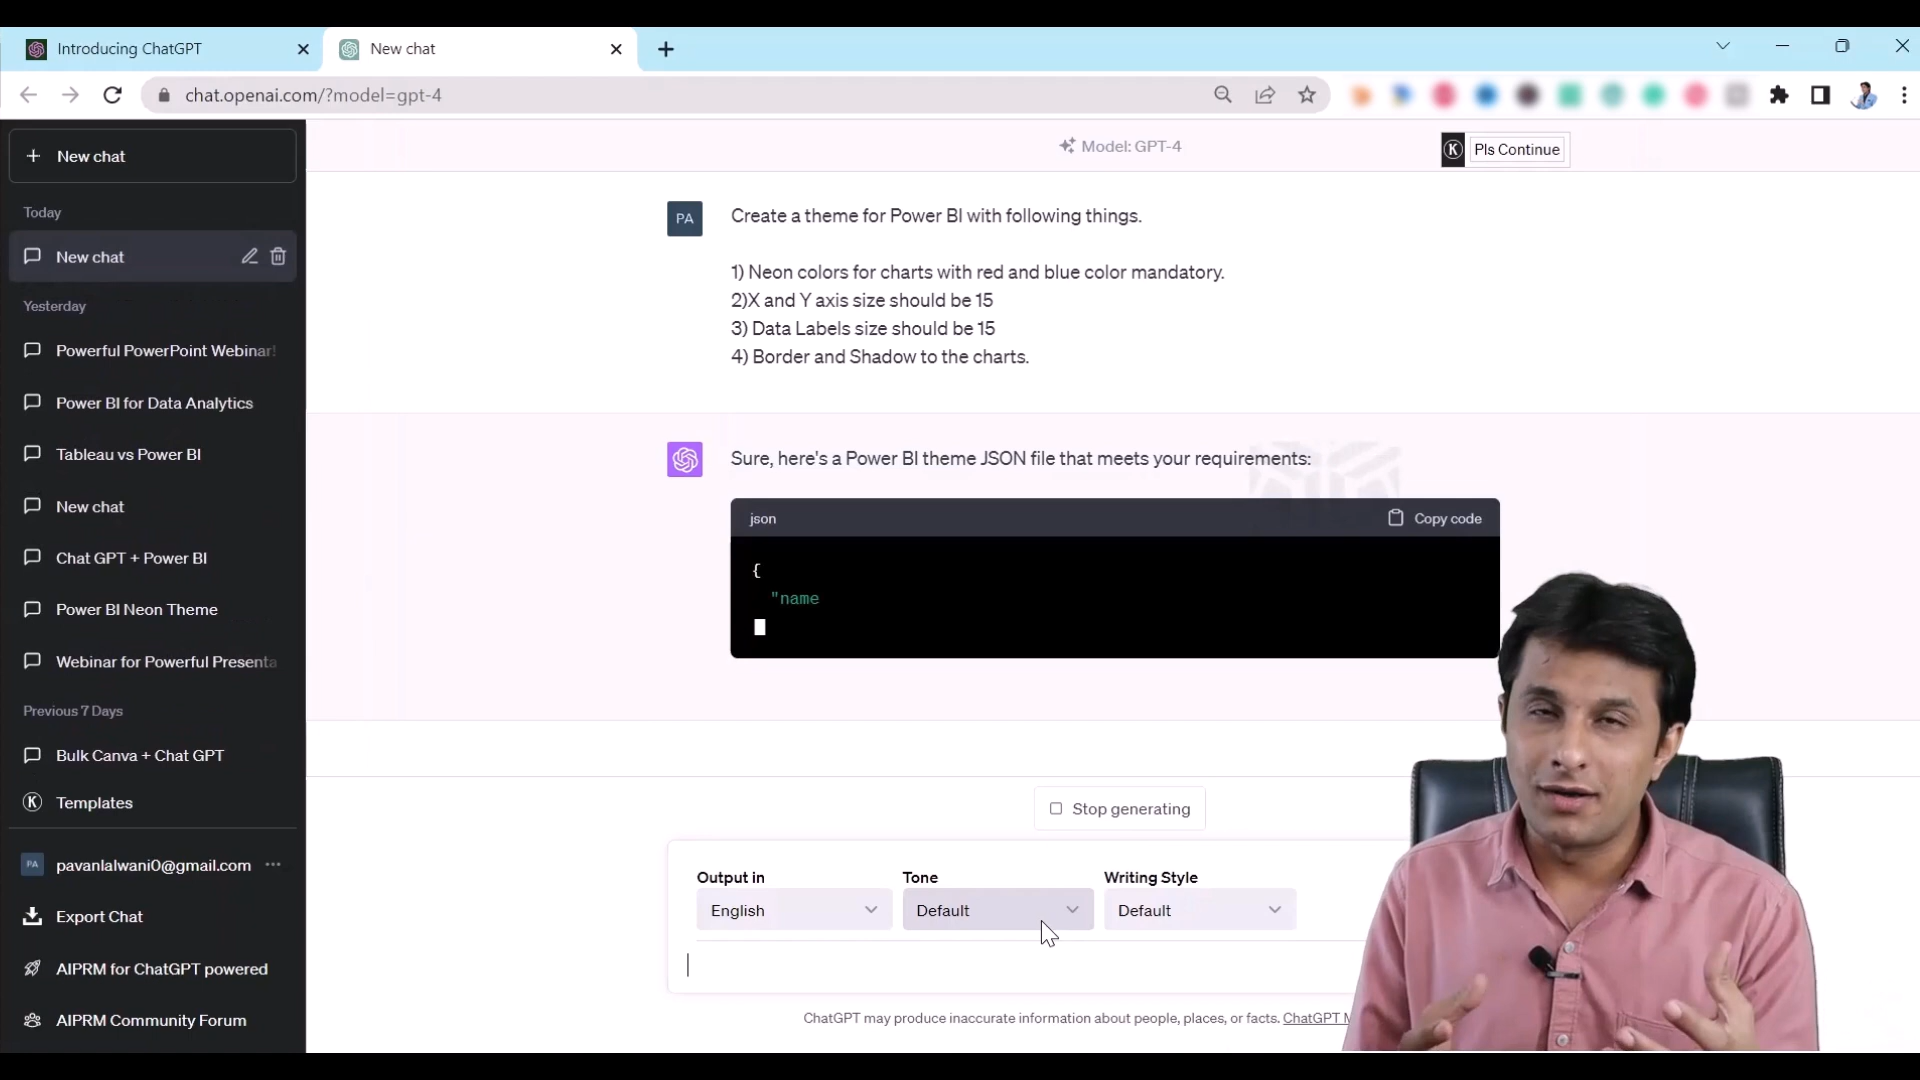 Introducing ChatGPT
New chat
chat.openai.com/?model=gpt-4
New chat
Today
New chat
Yesterday
Powerful PowerPoint Webinar!
Power BI for Data Analytics
Tableau vs Power BI
New chat
Chat GPT + Power BI
Power BI Neon Theme
Webinar for Powerful Presenta
Previous 7 Days
Bulk Canva + Chat GPT
Templates
PA pavanlalwani0@gmail.com
Export Chat
AIPRM for ChatGPT powered
AIPRM Community Forum
Model: GPT-4
K Pls Continue
PA
Create a theme for Power BI with following things.
1) Neon colors for charts with red and blue color mandatory.
2)X and Y axis size should be 15
3) Data Labels size should be 15
4) Border and Shadow to the charts.
Sure, here's a Power BI theme JSON file that meets your requirements:
json Copy code
{
"name
Stop generating
Output in Tone Writing Style
English Default Default
ChatGPT may produce inaccurate information about people, places, or facts. ChatGPT M